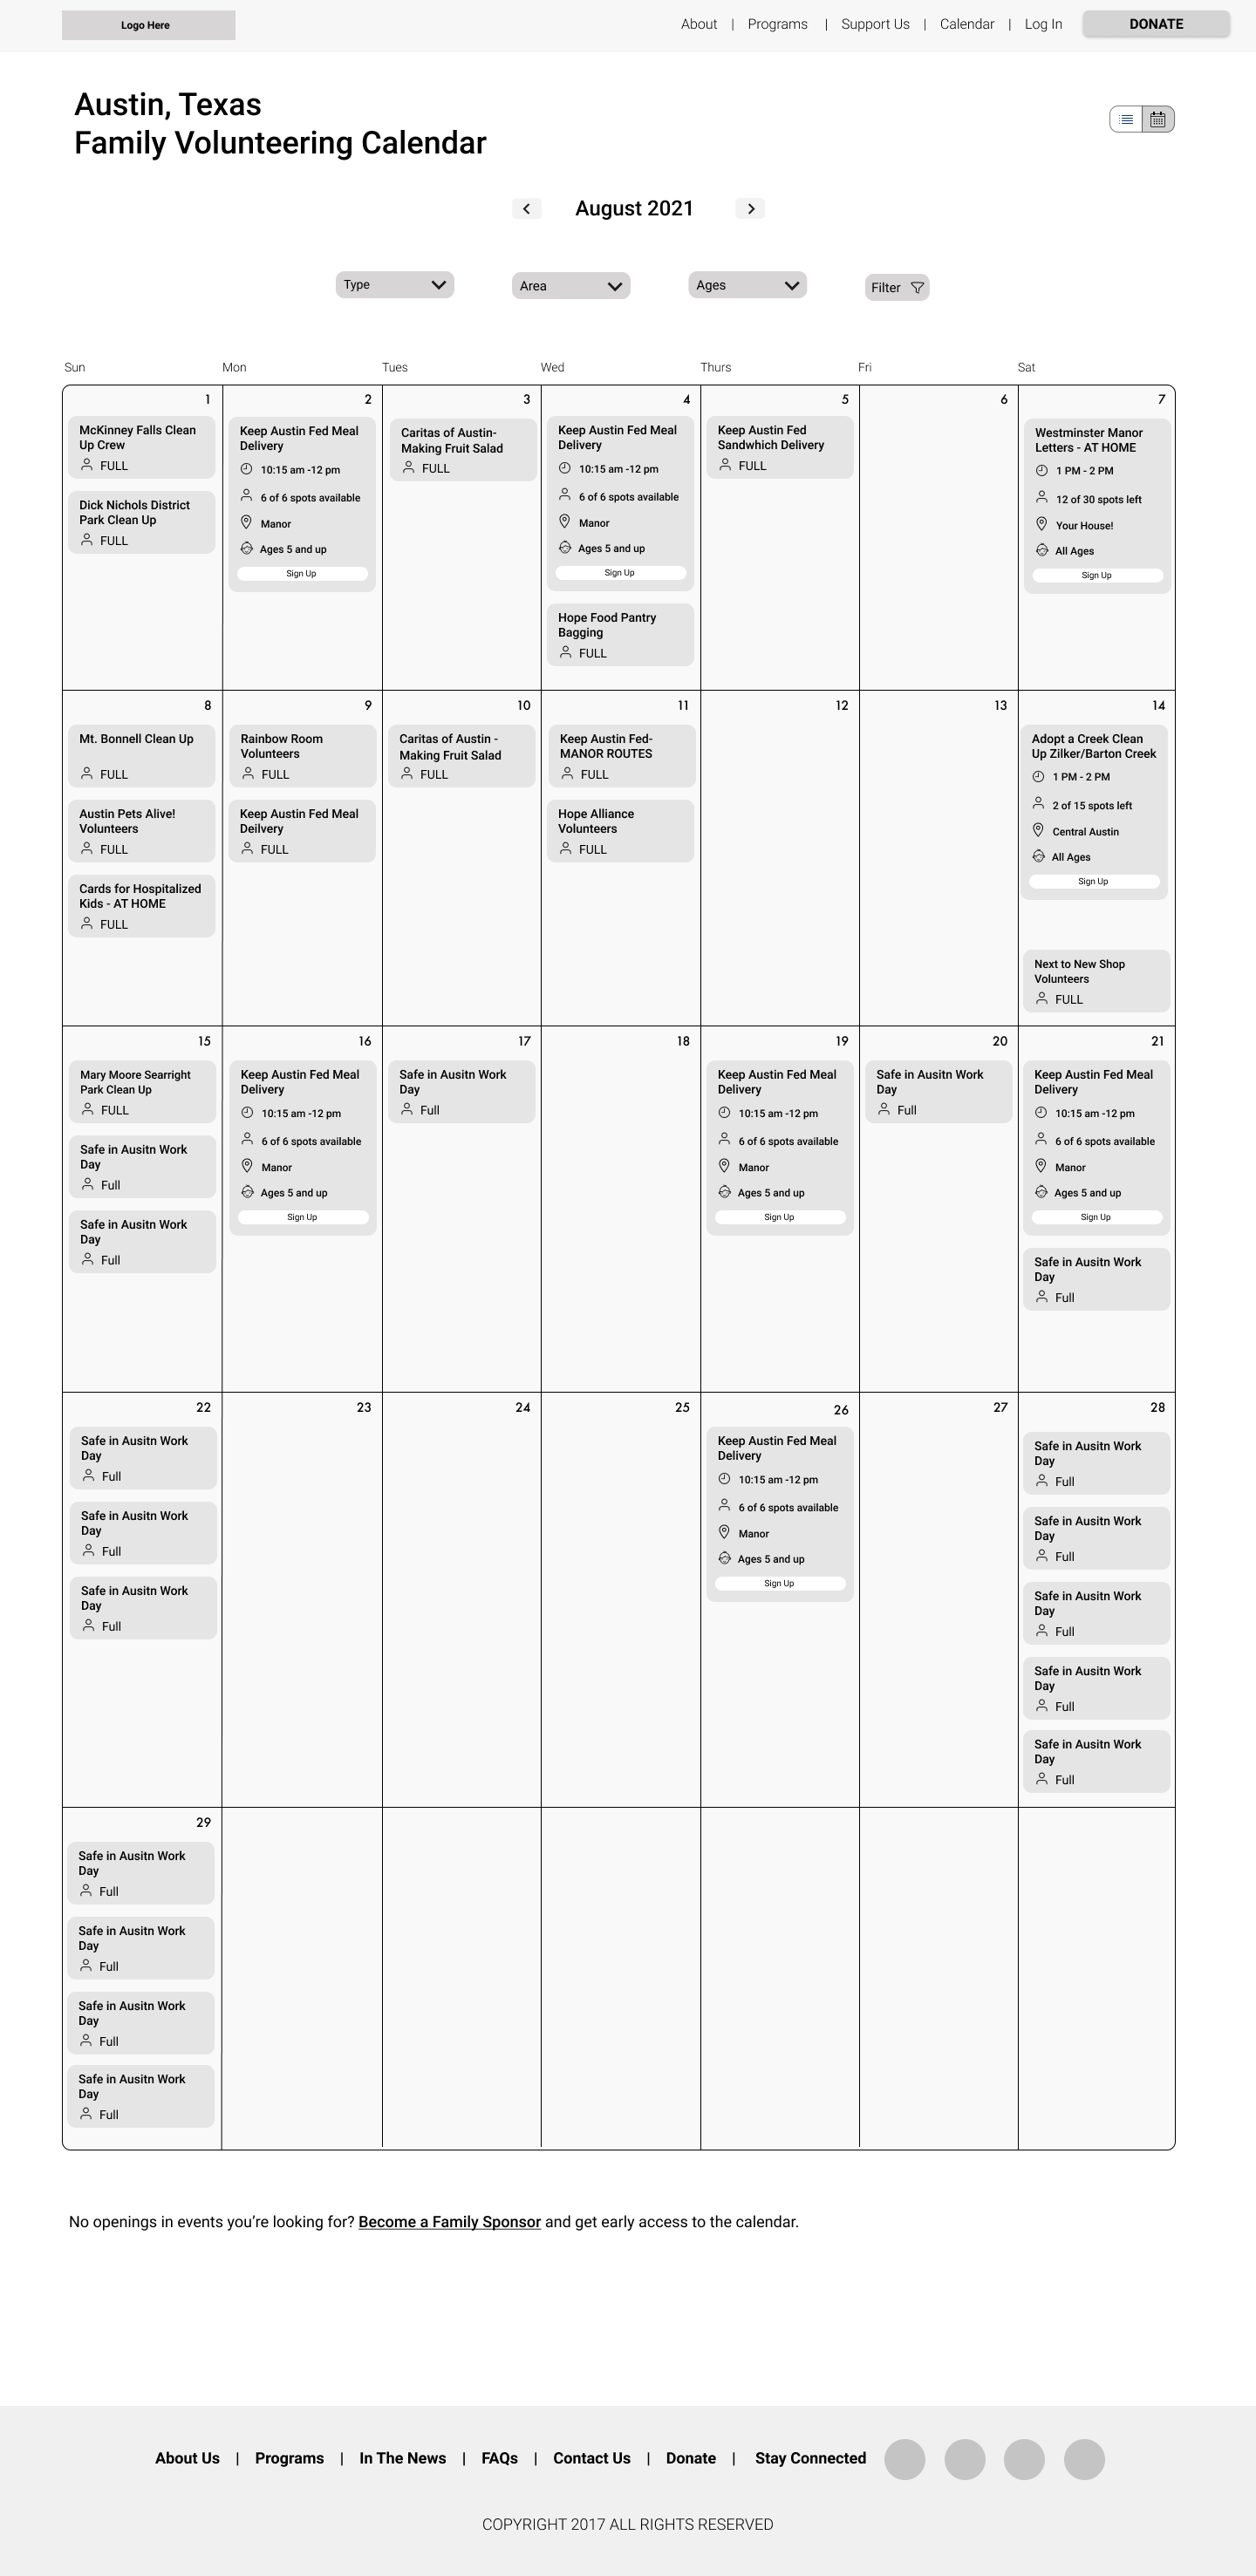 Logo Here
About | Programs | Support Us | Calendar | Log In
DONATE
Austin, Texas
Family Volunteering Calendar
August 2021
Type
Area
Ages
Filter
Sun
Mon
Tues
Wed
Thurs
Fri
Sat
1
McKinney Falls Clean
Up Crew
FULL
Dick Nichols District
Park Clean Up
FULL
2
Keep Austin Fed Meal
Delivery
10:15 am -12 pm
6 of 6 spots available
Manor
Ages 5 and up
Sign Up
3
Caritas of Austin-
Making Fruit Salad
FULL
4
Keep Austin Fed Meal
Delivery
10:15 am -12 pm
6 of 6 spots available
Manor
Ages 5 and up
Sign Up
Hope Food Pantry
Bagging
FULL
5
Keep Austin Fed
Sandwhich Delivery
FULL
6
7
Westminster Manor
Letters - AT HOME
1 PM - 2 PM
12 of 30 spots left
Your House!
All Ages
Sign Up
8
Mt. Bonnell Clean Up
FULL
Austin Pets Alive!
Volunteers
FULL
Cards for Hospitalized
Kids - AT HOME
FULL
9
Rainbow Room
Volunteers
FULL
Keep Austin Fed Meal
Deilvery
FULL
10
Caritas of Austin -
Making Fruit Salad
FULL
11
Keep Austin Fed-
MANOR ROUTES
FULL
Hope Alliance
Volunteers
FULL
12
13
14
Adopt a Creek Clean
Up Zilker/Barton Creek
1 PM - 2 PM
2 of 15 spots left
Central Austin
All Ages
Sign Up
Next to New Shop
Volunteers
FULL
15
Mary Moore Searright
Park Clean Up
FULL
Safe in Ausitn Work
Day
Full
Safe in Ausitn Work
Day
Full
16
Keep Austin Fed Meal
Delivery
10:15 am -12 pm
6 of 6 spots available
Manor
Ages 5 and up
Sign Up
17
Safe in Ausitn Work
Day
Full
18
19
Keep Austin Fed Meal
Delivery
10:15 am -12 pm
6 of 6 spots available
Manor
Ages 5 and up
Sign Up
20
Safe in Ausitn Work
Day
Full
21
Keep Austin Fed Meal
Delivery
10:15 am -12 pm
6 of 6 spots available
Manor
Ages 5 and up
Sign Up
Safe in Ausitn Work
Day
Full
22
Safe in Ausitn Work
Day
Full
Safe in Ausitn Work
Day
Full
Safe in Ausitn Work
Day
Full
23
24
25
26
Keep Austin Fed Meal
Delivery
10:15 am -12 pm
6 of 6 spots available
Manor
Ages 5 and up
Sign Up
27
28
Safe in Ausitn Work
Day
Full
Safe in Ausitn Work
Day
Full
Safe in Ausitn Work
Day
Full
Safe in Ausitn Work
Day
Full
Safe in Ausitn Work
Day
Full
29
Safe in Ausitn Work
Day
Full
Safe in Ausitn Work
Day
Full
Safe in Ausitn Work
Day
Full
Safe in Ausitn Work
Day
Full
No openings in events you’re looking for? Become a Family Sponsor and get early access to the calendar.
About Us | Programs | In The News | FAQs | Contact Us | Donate | Stay Connected
COPYRIGHT 2017 ALL RIGHTS RESERVED